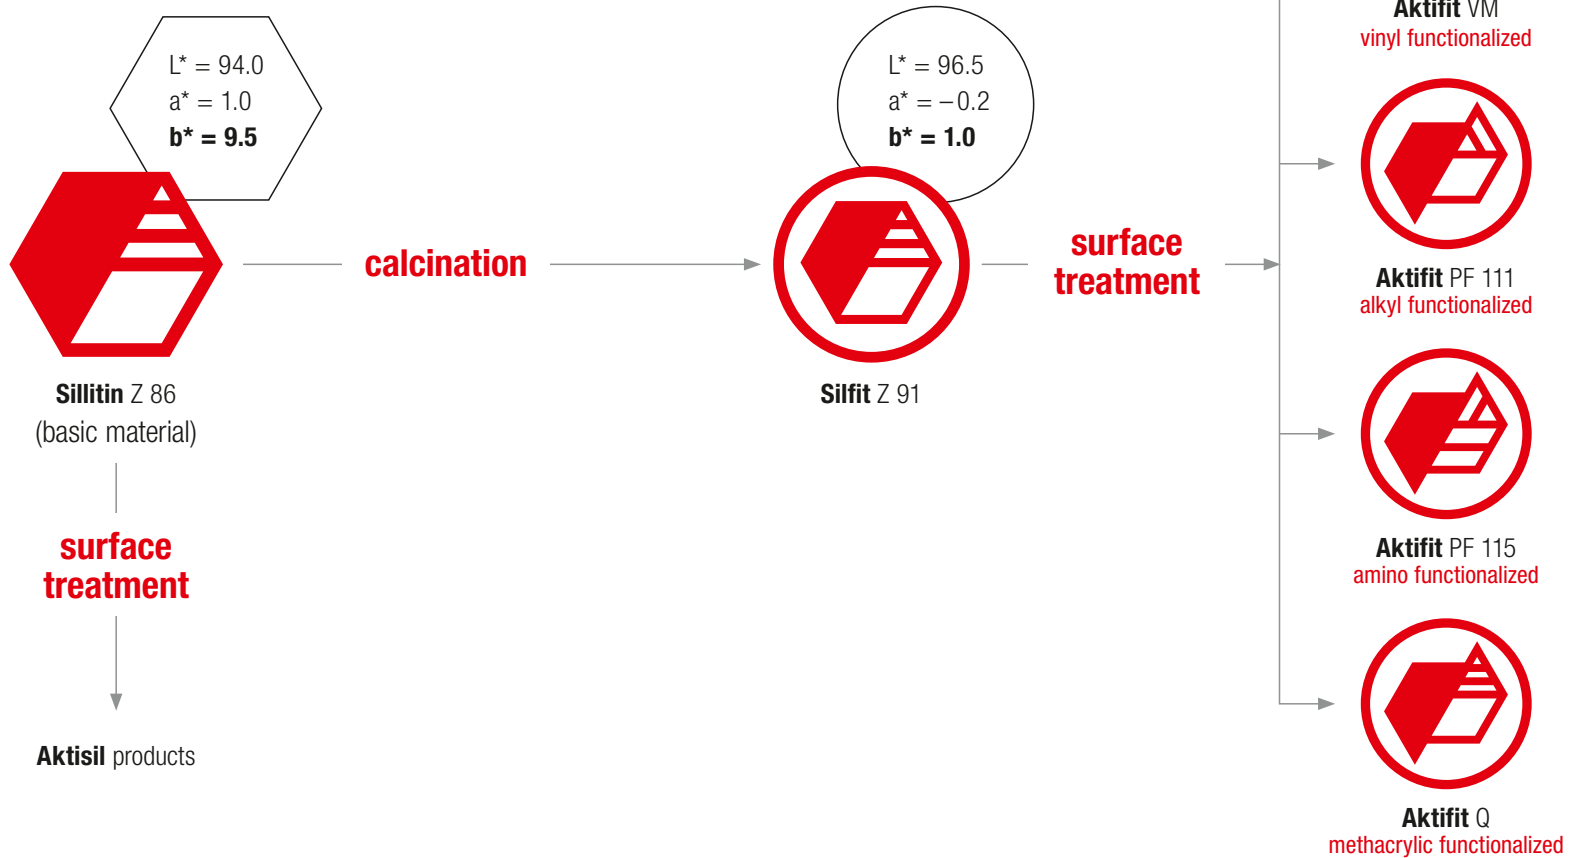 Aktifit VM
vinyl functionalized
L* = 94.0
a* = 1.0
b* = 9.5
L* = 96.5
a* = –0.2
b* = 1.0
calcination
surface
treatment
Aktifit PF 111
alkyl functionalized
Sillitin Z 86
(basic material)
Silfit Z 91
surface
treatment
Aktifit PF 115
amino functionalized
Aktisil products
Aktifit Q
methacrylic functionalized